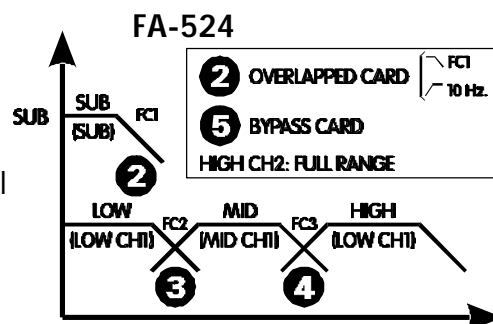 FA-524
2 OVERLAPPED CARD FC1
10 Hz.
5 BYPASS CARD
HIGH CH2: FULL RANGE
SUB
SUB FC1
(SUB)
2
l
LOW FC2 MID FC3 HIGH
(LOW CH1) (MID CH1) (LOW CH1)
3 4